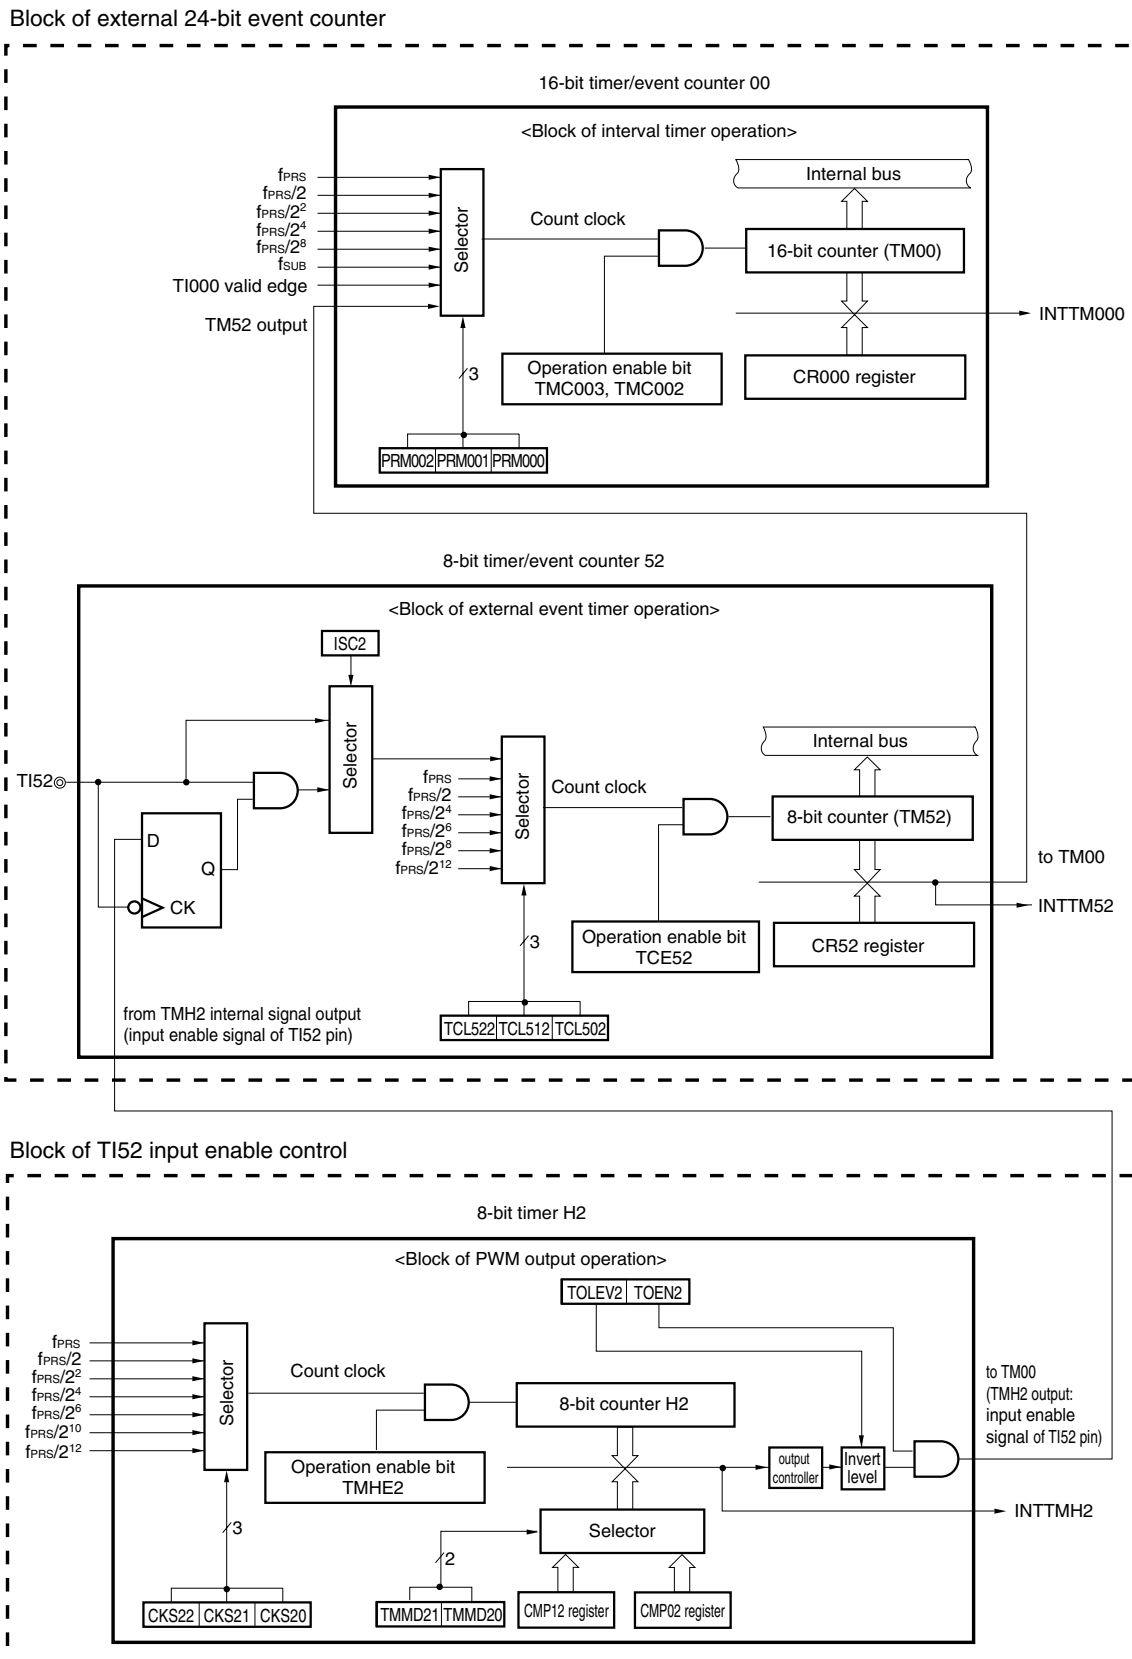 Block of external 24-bit event counter
16-bit timer/event counter 00
<Block of interval timer operation>
fPRS
fPRS/2
fPRS/2²
fPRS/2⁴
fPRS/2⁸
fSUB
TI000 valid edge
TM52 output
Selector
Count clock
Internal bus
16-bit counter (TM00)
INTTM000
Operation enable bit
TMC003, TMC002
CR000 register
3
PRM002 PRM001 PRM000
8-bit timer/event counter 52
<Block of external event timer operation>
ISC2
Selector
TI52
D
Q
CK
fPRS
fPRS/2
fPRS/2⁴
fPRS/2⁶
fPRS/2⁸
fPRS/2¹²
Selector
Count clock
Internal bus
8-bit counter (TM52)
to TM00
INTTM52
Operation enable bit
TCE52
CR52 register
3
TCL522 TCL512 TCL502
from TMH2 internal signal output
(input enable signal of TI52 pin)
Block of TI52 input enable control
8-bit timer H2
<Block of PWM output operation>
TOLEV2 TOEN2
fPRS
fPRS/2
fPRS/2²
fPRS/2⁴
fPRS/2⁶
fPRS/2¹⁰
fPRS/2¹²
Selector
Count clock
8-bit counter H2
to TM00
(TMH2 output:
input enable
signal of TI52 pin)
Operation enable bit
TMHE2
output
controller
Invert
level
INTTMH2
Selector
3
2
CKS22 CKS21 CKS20
TMMD21 TMMD20
CMP12 register
CMP02 register